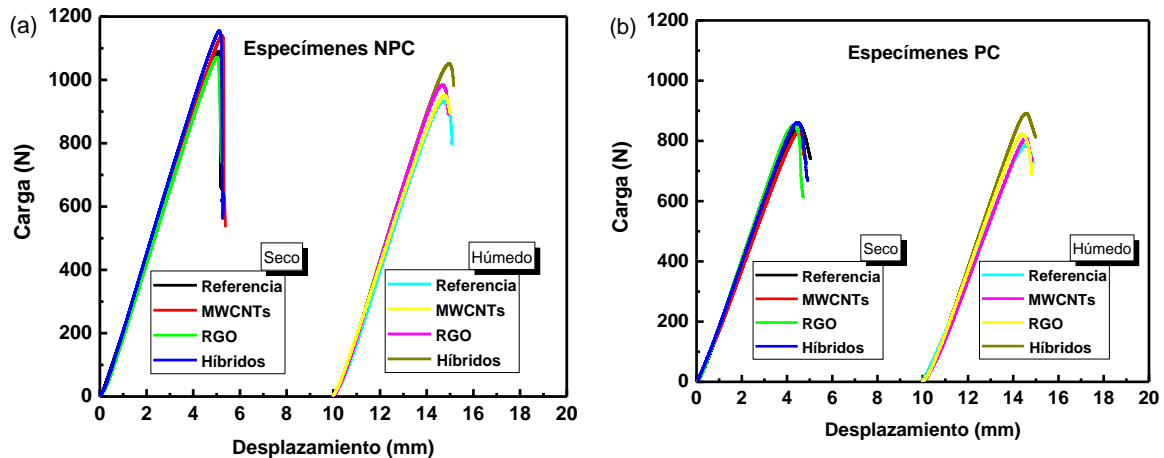 (a)
Especímenes NPC
Carga (N)
1200
1000
800
600
400
200
0
Seco
Referencia
MWCNTs
RGO
Híbridos
Húmedo
Referencia
MWCNTs
RGO
Híbridos
0 2 4 6 8 10 12 14 16 18 20
Desplazamiento (mm)
(b)
Especímenes PC
Carga (N)
1200
1000
800
600
400
200
0
Seco
Referencia
MWCNTs
RGO
Híbridos
Húmedo
Referencia
MWCNTs
RGO
Híbridos
0 2 4 6 8 10 12 14 16 18 20
Desplazamiento (mm)